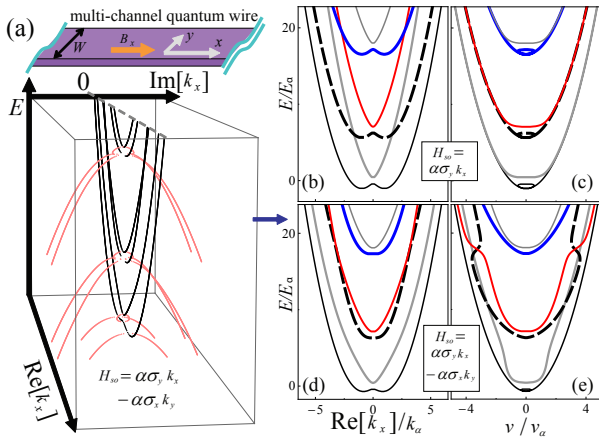 (a)
multi-channel quantum wire
W
B_x
y
x
0
Im[k_x]
E
Re[k_x]
H_so = ασ_y k_x
− ασ_x k_y
E/E_α
20
0
(b)
H_so =
ασ_y k_x
(c)
E/E_α
20
0
(d)
H_so =
ασ_y k_x
−ασ_x k_y
(e)
−5 0 5
Re[k_x]/k_α
−4 0 4
v/v_α